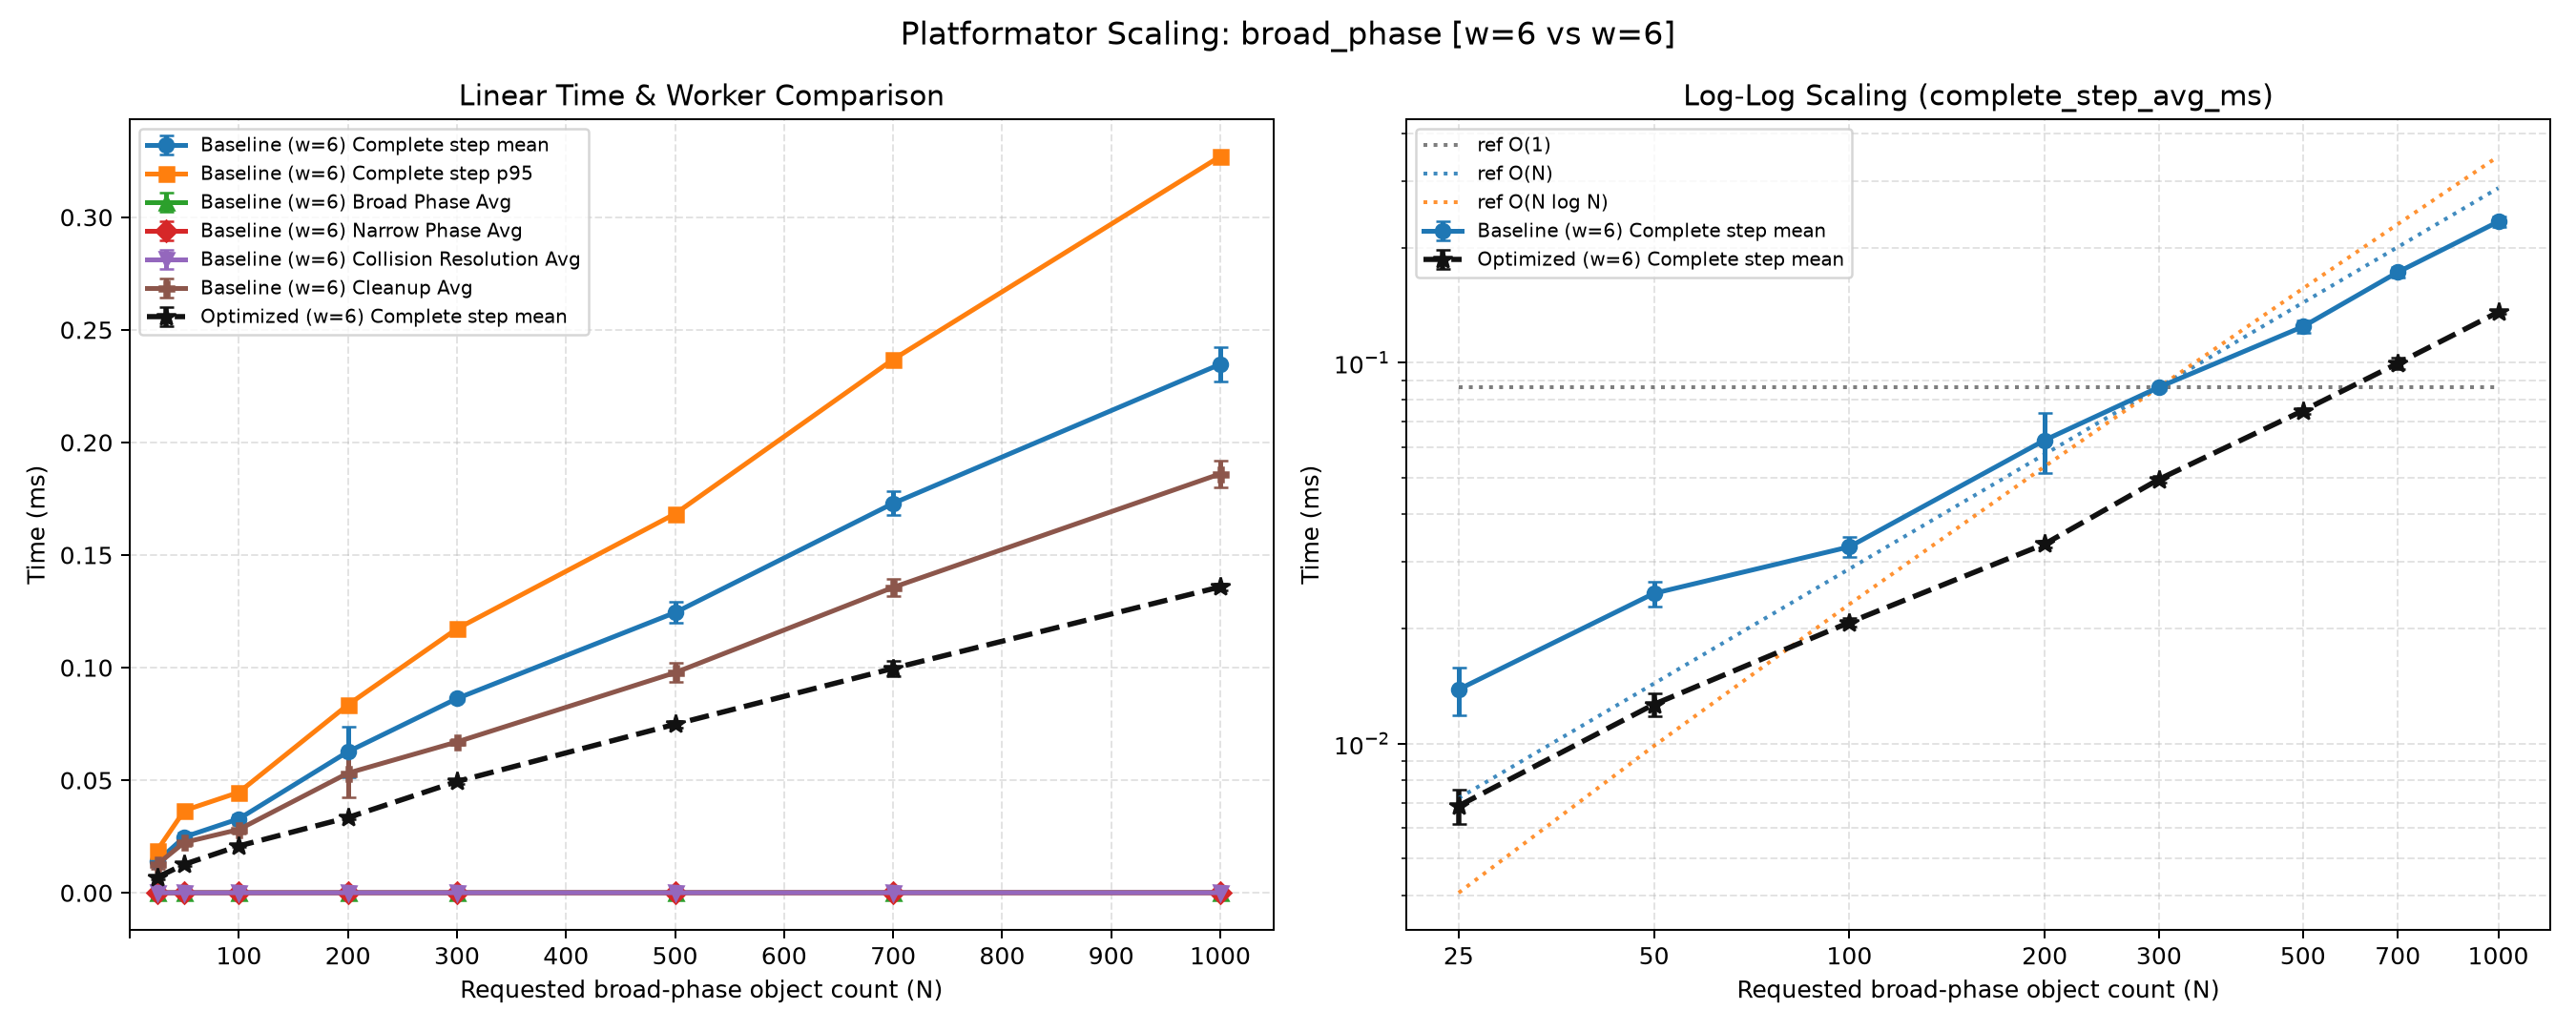 Platformator Scaling: broad_phase [w=6 vs w=6]
Linear Time & Worker Comparison
Baseline (w=6) Complete step mean
Baseline (w=6) Complete step p95
Baseline (w=6) Broad Phase Avg
Baseline (w=6) Narrow Phase Avg
Baseline (w=6) Collision Resolution Avg
Baseline (w=6) Cleanup Avg
Optimized (w=6) Complete step mean
Time (ms)
0.30
0.25
0.20
0.15
0.10
0.05
0.00
100 200 300 400 500 600 700 800 900 1000
Requested broad-phase object count (N)
Log-Log Scaling (complete_step_avg_ms)
ref O(1)
ref O(N)
ref O(N log N)
Baseline (w=6) Complete step mean
Optimized (w=6) Complete step mean
Time (ms)
10⁻¹
10⁻²
25 50 100 200 300 500 700 1000
Requested broad-phase object count (N)